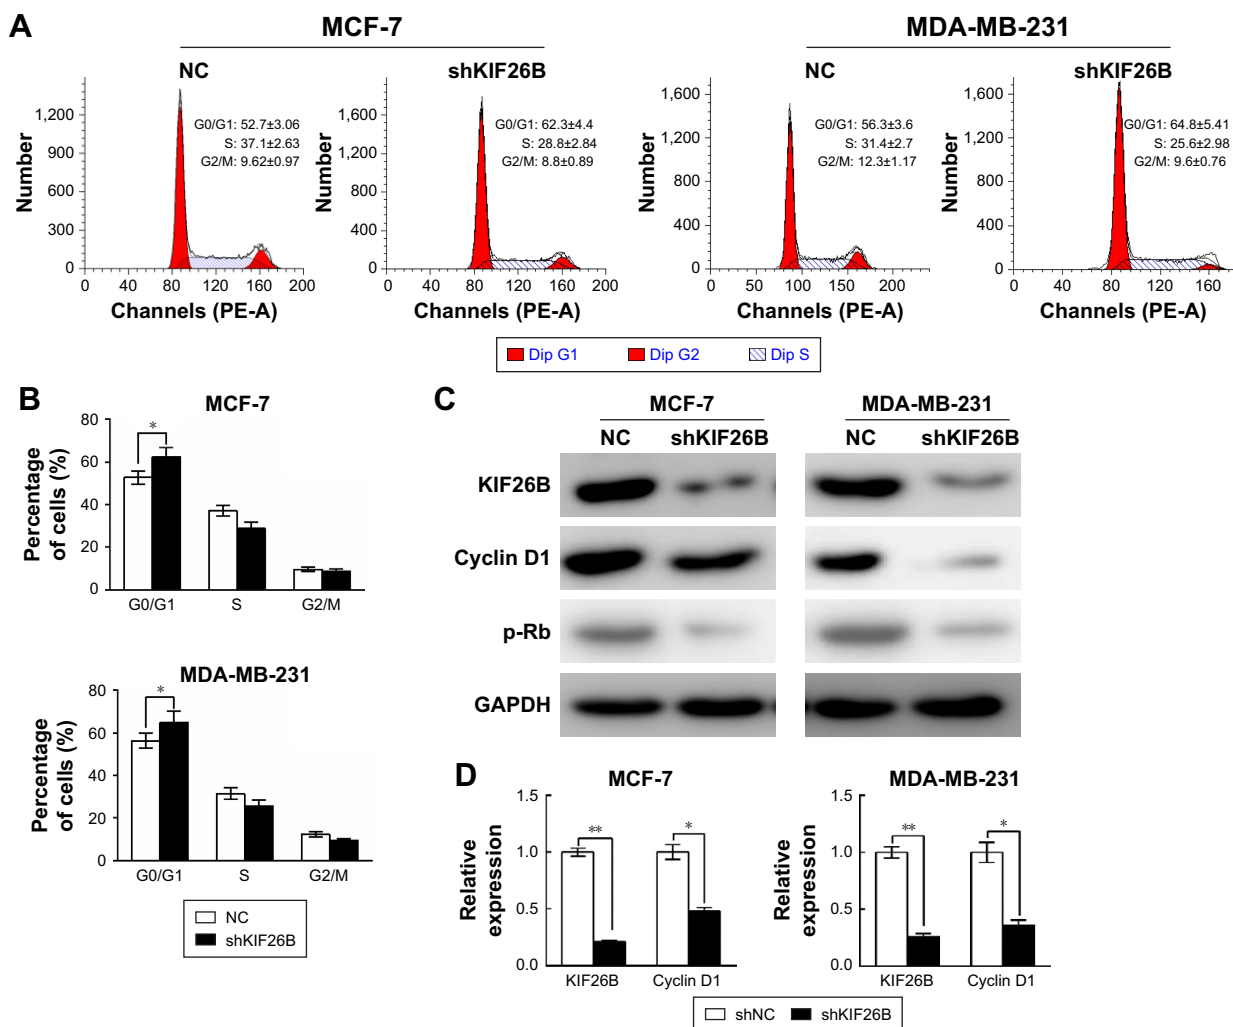 A
MCF-7
MDA-MB-231
NC
shKIF26B
NC
shKIF26B
Number
1,200
900
600
300
0
G0/G1: 52.7±3.06
S: 37.1±2.63
G2/M: 9.62±0.97
0 40 80 120 160 200
Channels (PE-A)
Number
1,600
1,200
800
400
0
G0/G1: 62.3±4.4
S: 28.8±2.84
G2/M: 8.8±0.89
0 40 80 120 160 200
Channels (PE-A)
Number
1,600
1,200
800
400
0
G0/G1: 56.3±3.6
S: 31.4±2.7
G2/M: 12.3±1.17
0 50 100 150 200
Channels (PE-A)
Number
1,600
1,200
800
400
0
G0/G1: 64.8±5.41
S: 25.6±2.98
G2/M: 9.6±0.76
0 40 80 120 160
Channels (PE-A)
Dip G1 Dip G2 Dip S
B
MCF-7
Percentage
of cells (%)
80
60
40
20
0
*
G0/G1 S G2/M
MDA-MB-231
Percentage
of cells (%)
80
60
40
20
0
*
G0/G1 S G2/M
NC
shKIF26B
C
MCF-7 MDA-MB-231
NC shKIF26B NC shKIF26B
KIF26B
Cyclin D1
p-Rb
GAPDH
D
MCF-7
Relative
expression
1.5
1.0
0.5
0.0
** *
KIF26B Cyclin D1
MDA-MB-231
Relative
expression
1.5
1.0
0.5
0.0
** *
KIF26B Cyclin D1
shNC shKIF26B